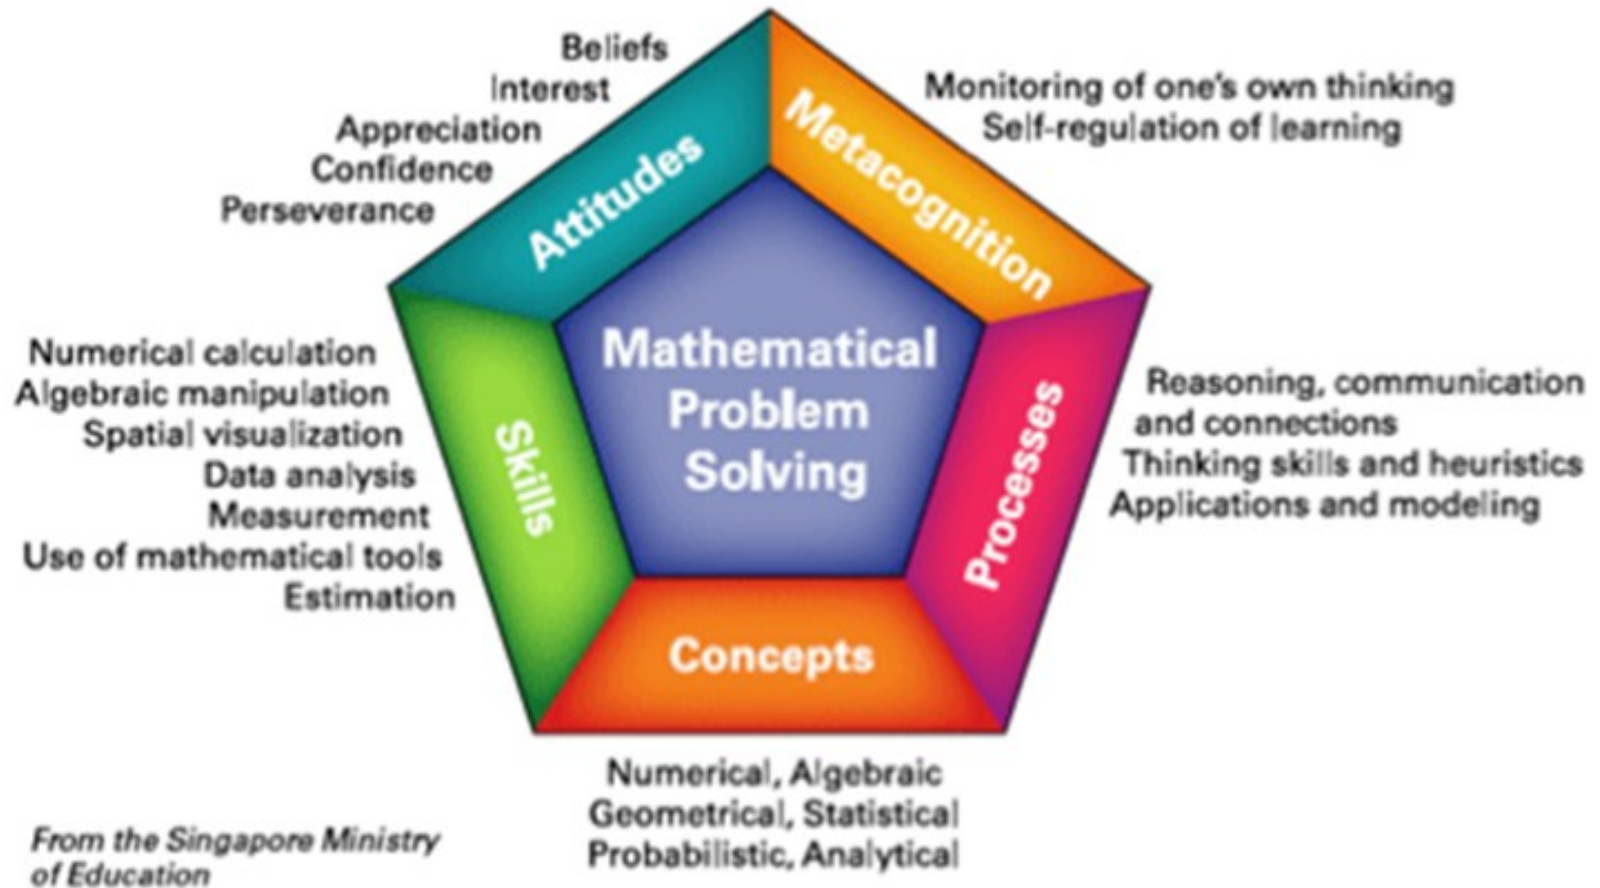 Beliefs
Interest
Appreciation
Confidence
Perseverance
Attitudes
Metacognition
Monitoring of one's own thinking
Self-regulation of learning
Numerical calculation
Algebraic manipulation
Spatial visualization
Data analysis
Measurement
Use of mathematical tools
Estimation
Skills
Mathematical
Problem
Solving
Processes
Reasoning, communication
and connections
Thinking skills and heuristics
Applications and modeling
Concepts
Numerical, Algebraic
Geometrical, Statistical
Probabilistic, Analytical
From the Singapore Ministry
of Education